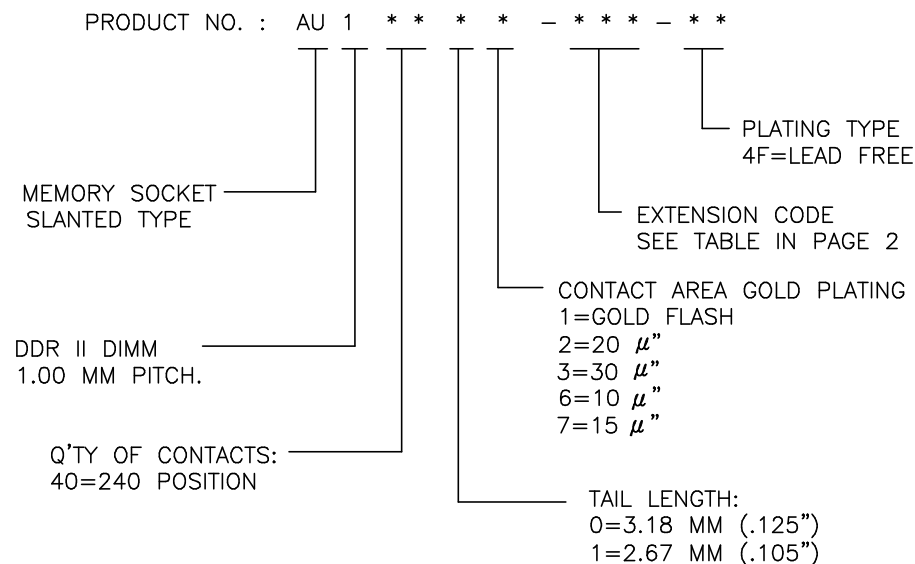 PRODUCT NO. : AU 1 * * * * - * * * - * *
PLATING TYPE
4F=LEAD FREE
MEMORY SOCKET
SLANTED TYPE
EXTENSION CODE
SEE TABLE IN PAGE 2
CONTACT AREA GOLD PLATING
1=GOLD FLASH
2=20 μ”
3=30 μ”
6=10 μ”
7=15 μ”
DDR II DIMM
1.00 MM PITCH.
Q'TY OF CONTACTS:
40=240 POSITION
TAIL LENGTH:
0=3.18 MM (.125”)
1=2.67 MM (.105”)